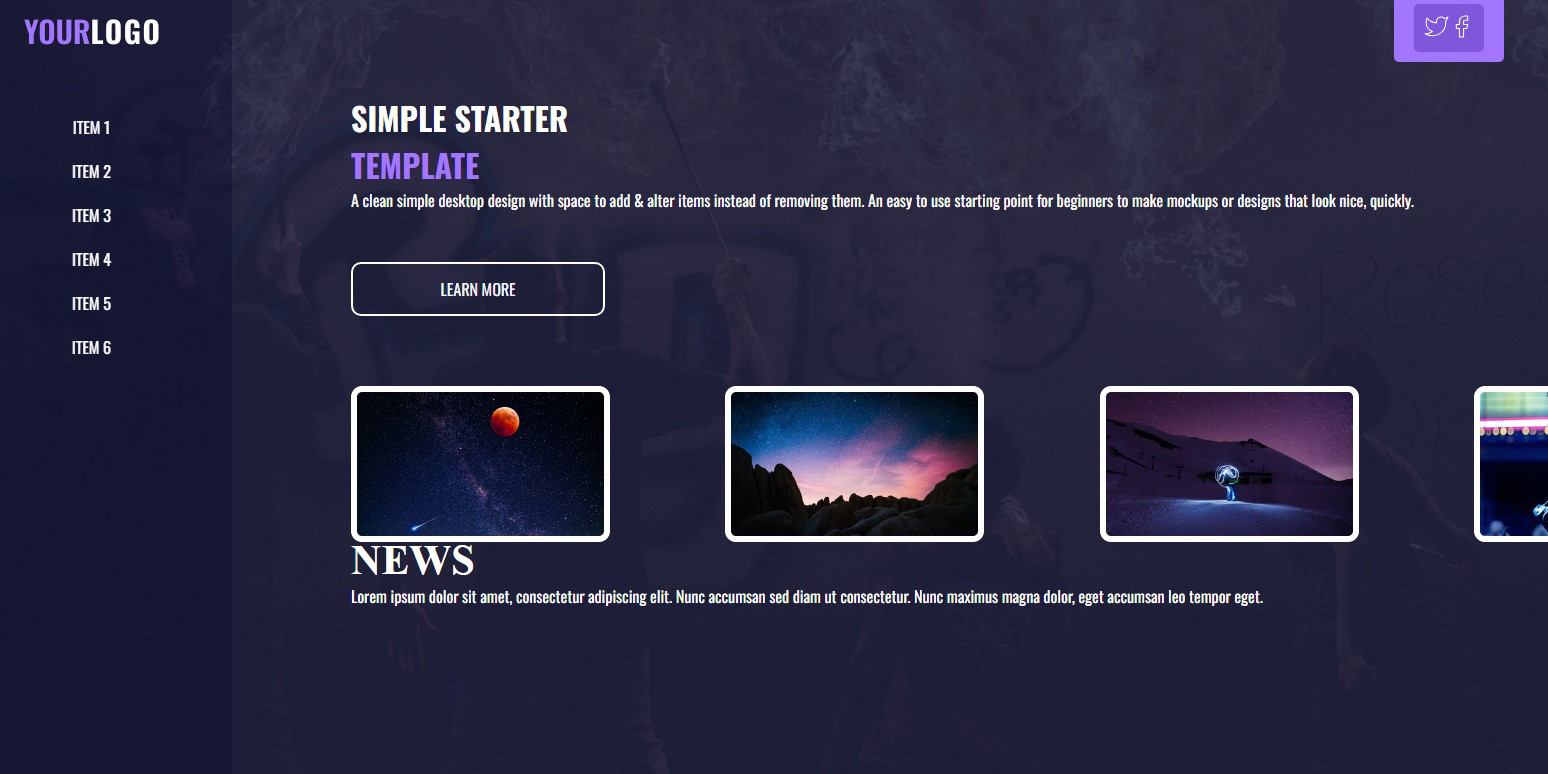 YOURLOGO
ITEM 1
ITEM 2
ITEM 3
ITEM 4
ITEM 5
ITEM 6
SIMPLE STARTER
TEMPLATE
A clean simple desktop design with space to add & alter items instead of removing them. An easy to use starting point for beginners to make mockups or designs that look nice, quickly.
LEARN MORE
Rose
NEWS
Lorem ipsum dolor sit amet, consectetur adipiscing elit. Nunc accumsan sed diam ut consectetur. Nunc maximus magna dolor, eget accumsan leo tempor eget.